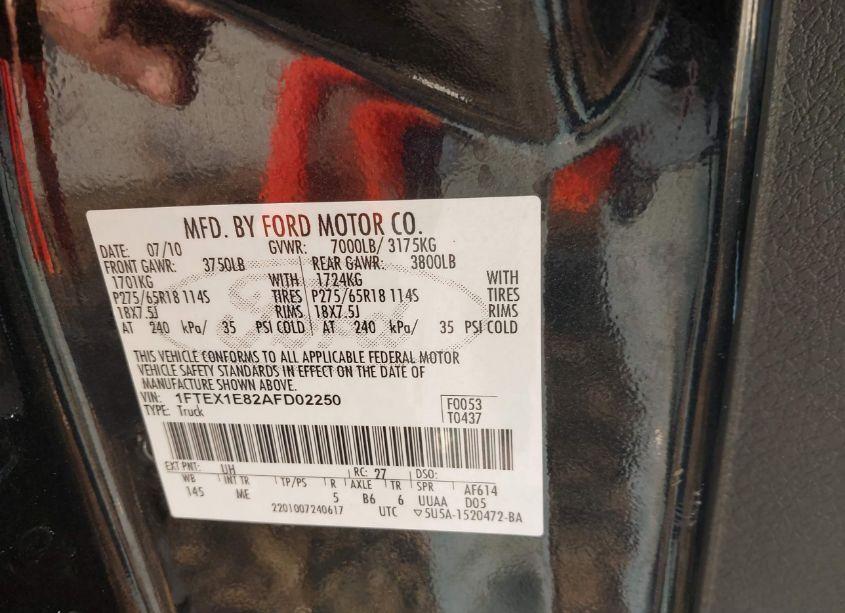 MFD. BY FORD MOTOR CO.
DATE: 07/10 GVWR: 7000LB/ 3175KG
FRONT GAWR: 3750LB REAR GAWR: 3800LB
1701KG WITH 1724KG WITH
P275/65R18 114S TIRES P275/65R18 114S TIRES
18X7.5J RIMS 18X7.5J RIMS
AT 240 kPa/ 35 PSI COLD AT 240 kPa/ 35 PSI COLD
THIS VEHICLE CONFORMS TO ALL APPLICABLE FEDERAL MOTOR
VEHICLE SAFETY STANDARDS IN EFFECT ON THE DATE OF
MANUFACTURE SHOWN ABOVE.
VIN: 1FTEX1E82AFD02250 F0053
TYPE: Truck T0437
EXT PNT: UH RC: 27 DSO:
WB INT TR TP/PS R AXLE TR SPR AF614
145 ME 5 B6 6 UUAA D05
2201007240617 UTC ▽5U5A-1520472-BA